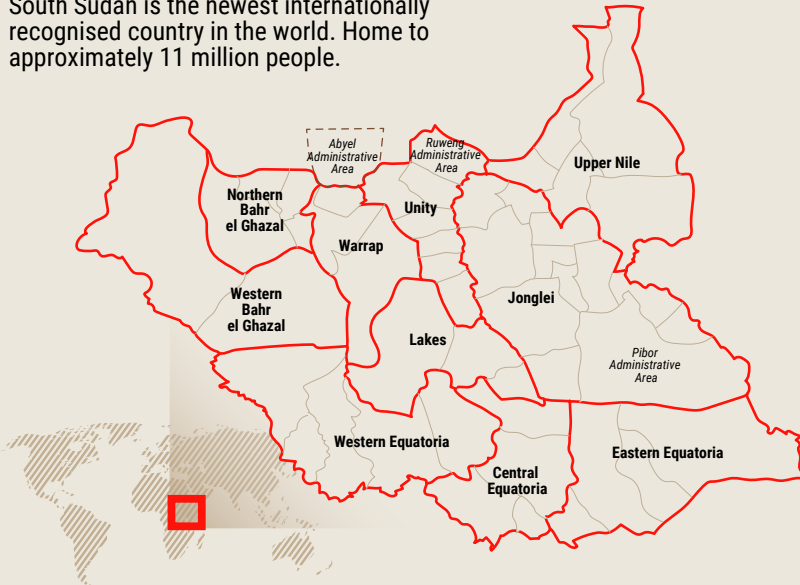 South Sudan is the newest internationally
recognised country in the world. Home to
approximately 11 million people.
Abyel
Administrative
Area
Ruweng
Administrative
Area
Upper Nile
Northern
Bahr
el Ghazal
Unity
Warrap
Western
Bahr
el Ghazal
Jonglei
Lakes
Pibor
Administrative
Area
Western Equatoria
Eastern Equatoria
Central
Equatoria